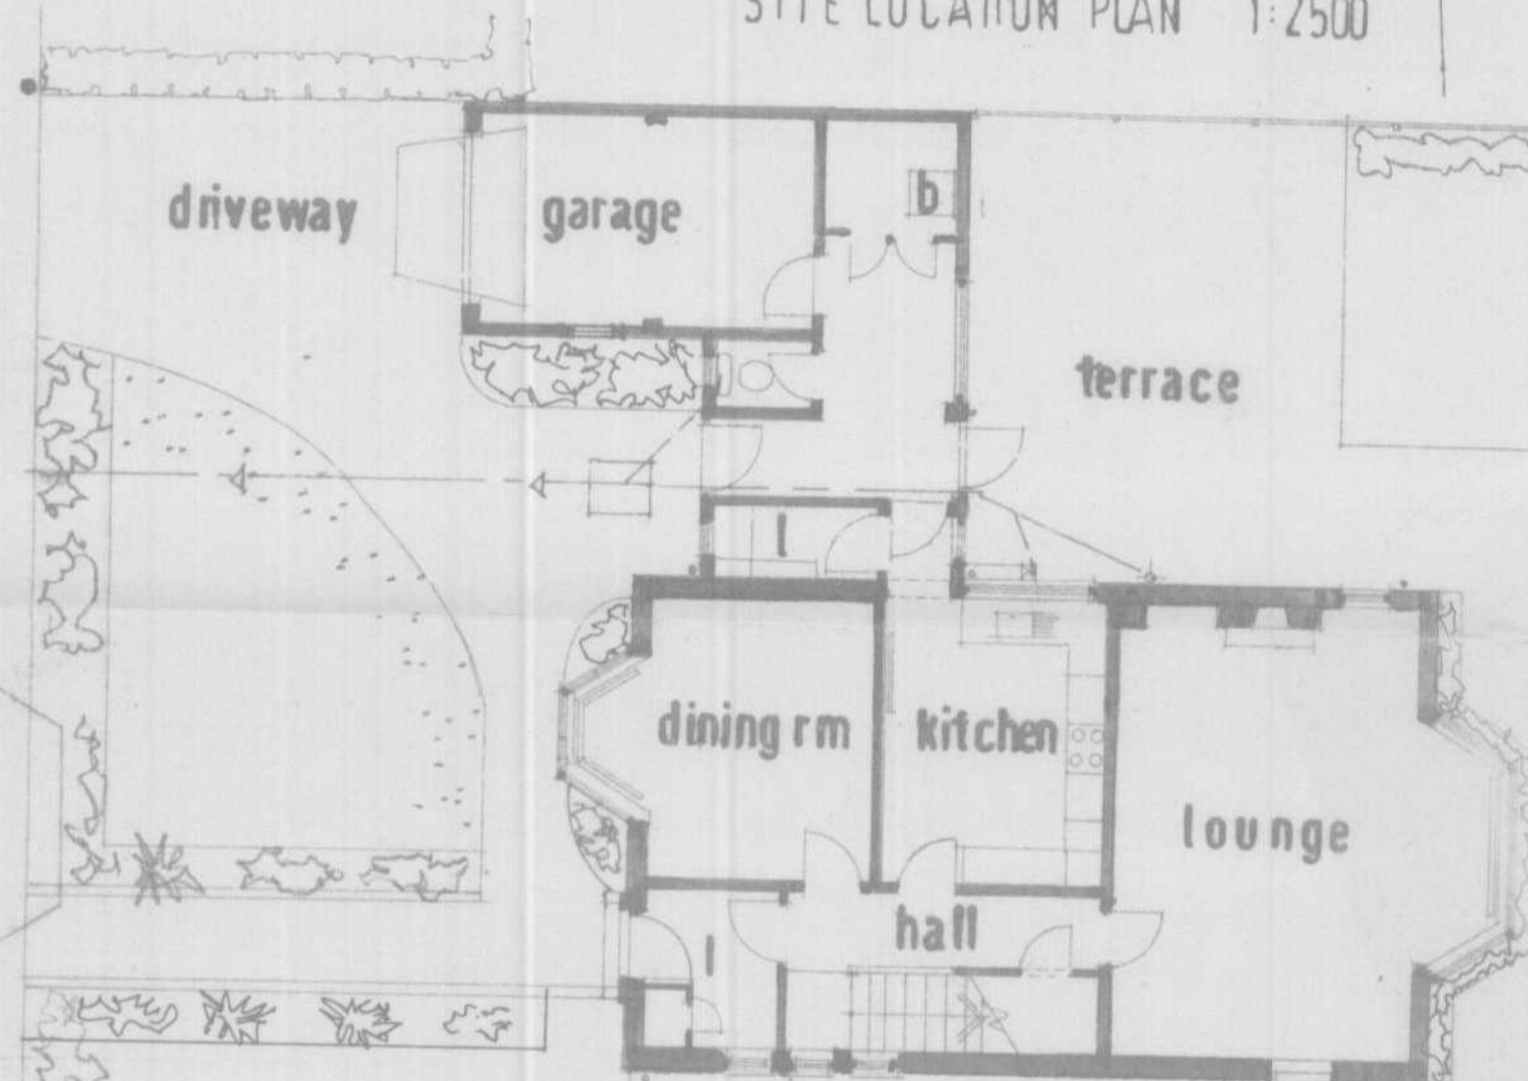 SITE LOCATION PLAN 1:2500
driveway
garage
b
terrace
l
dining rm
kitchen
lounge
hall
l